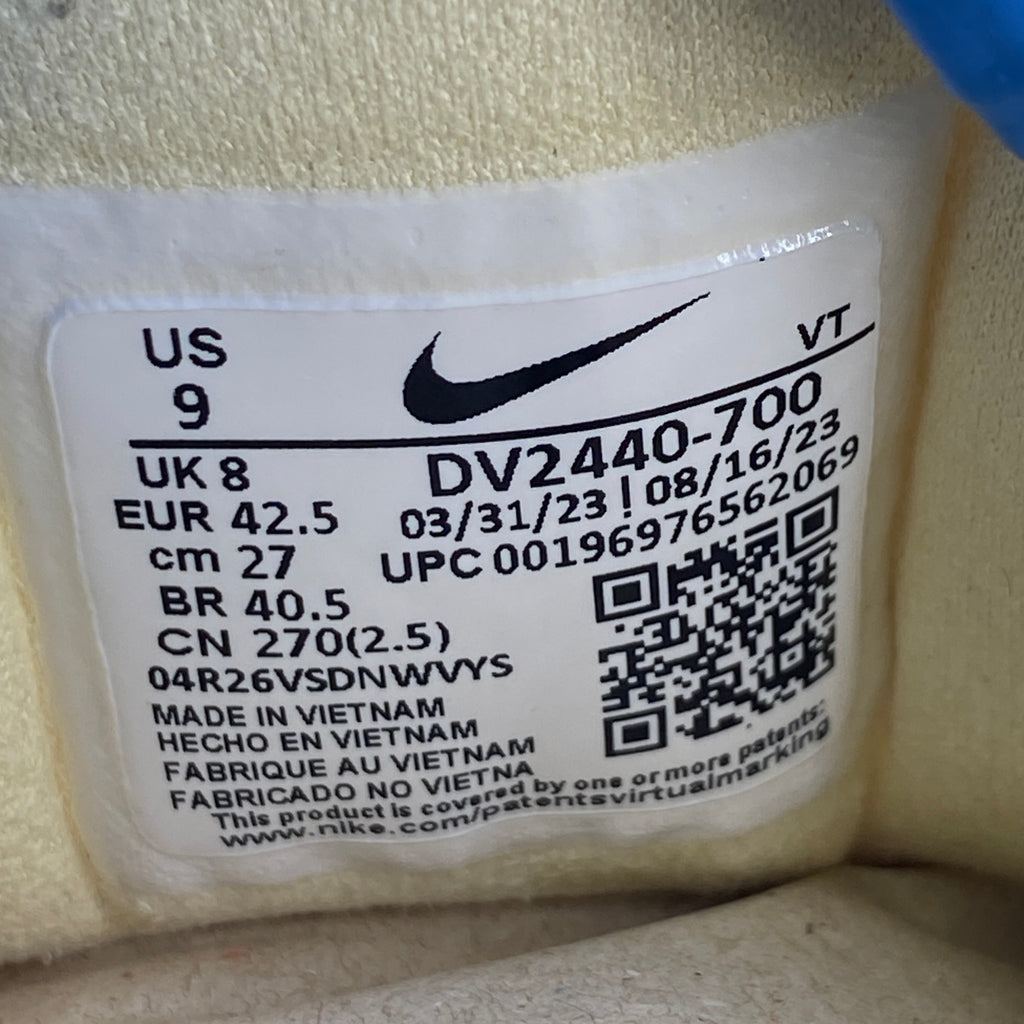 US
9
VT
UK 8
EUR 42.5
cm 27
BR 40.5
CN 270(2.5)
DV2440-700
03/31/23 ! 08/16/23
UPC 00196976562069
04R26VSDNWVYS
MADE IN VIETNAM
HECHO EN VIETNAM
FABRIQUE AU VIETNAM
FABRICADO NO VIETNA
This product is covered by one or more patents:
www.nike.com/patentsvirtualmarking